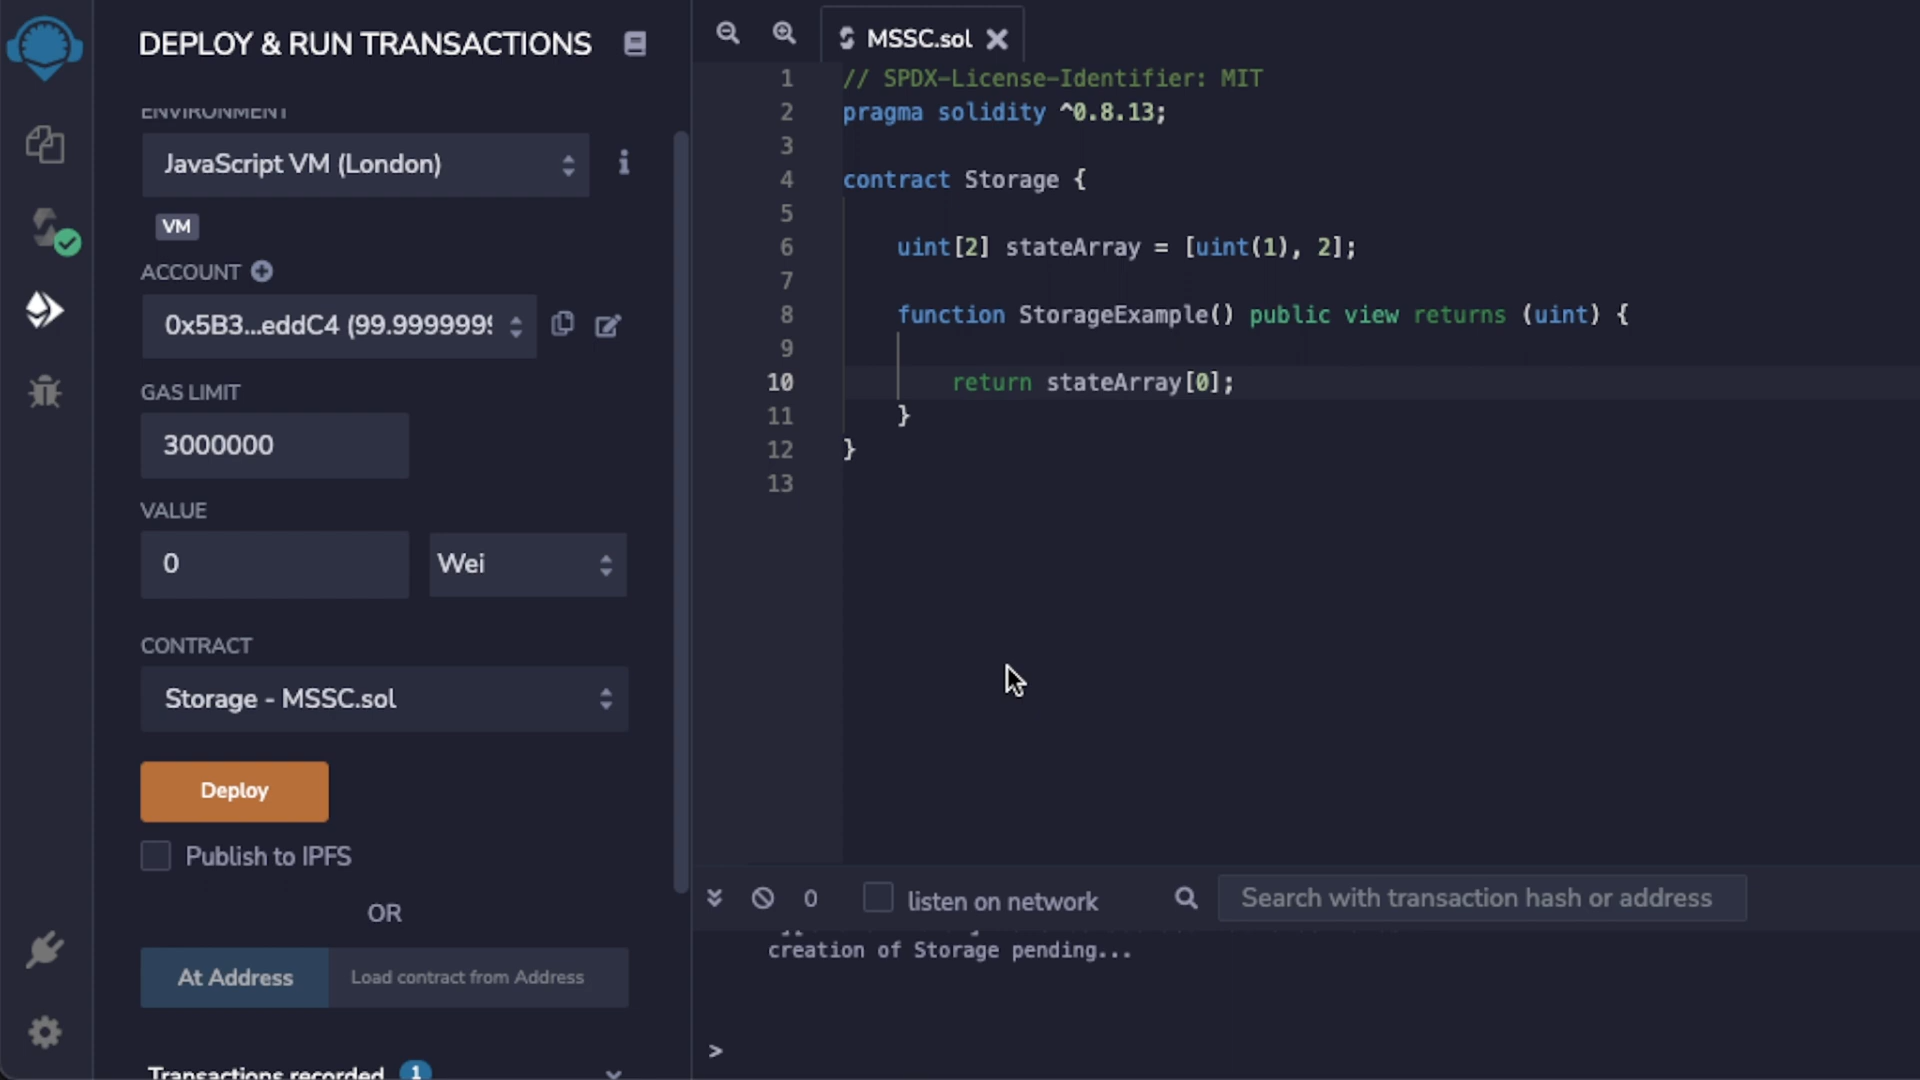 DEPLOY & RUN TRANSACTIONS
ENVIRONMENT
JavaScript VM (London)
VM
ACCOUNT
0x5B3...eddC4 (99.9999999
GAS LIMIT
3000000
VALUE
0
Wei
CONTRACT
Storage - MSSC.sol
Deploy
Publish to IPFS
OR
At Address
Load contract from Address
Transactions recorded 1
MSSC.sol
1 // SPDX-License-Identifier: MIT
2 pragma solidity ^0.8.13;
3
4 contract Storage {
5
6 uint[2] stateArray = [uint(1), 2];
7
8 function StorageExample() public view returns (uint) {
9
10 return stateArray[0];
11 }
12 }
13
0
listen on network
Search with transaction hash or address
creation of Storage pending...
>